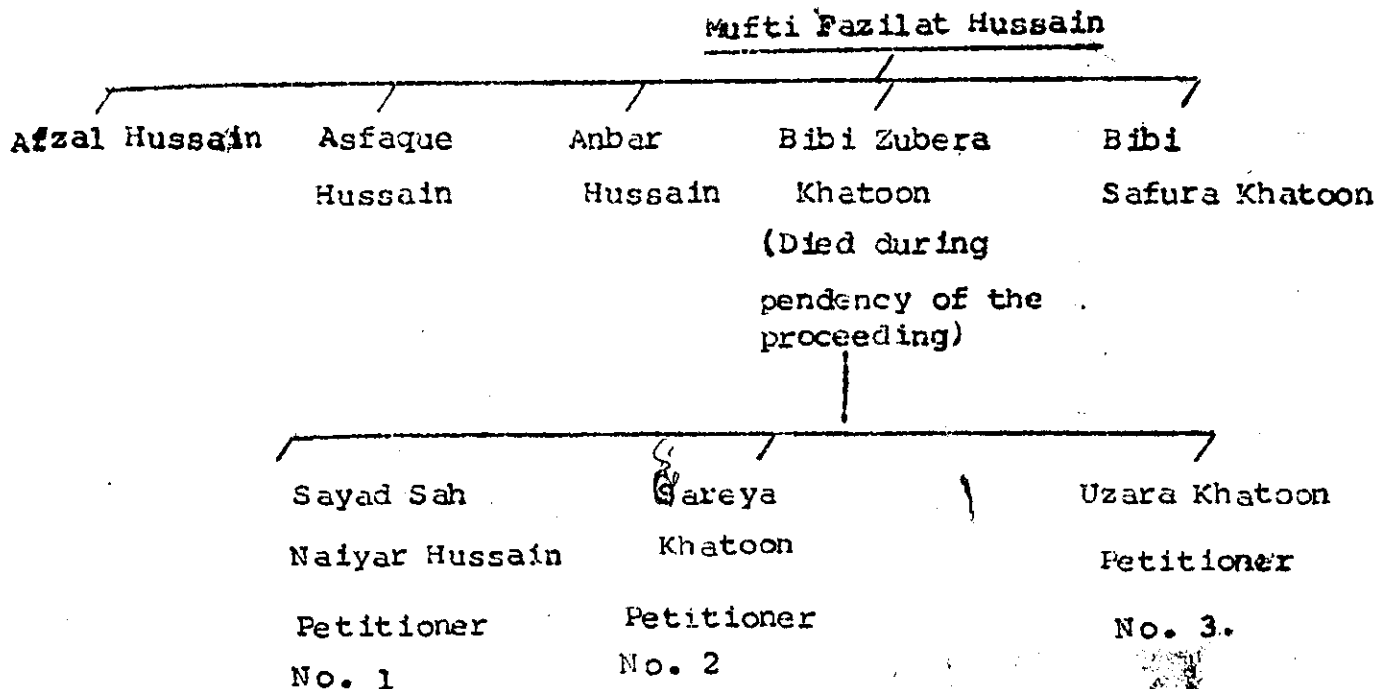 Mufti Fazilat Hussain
Afzal Hussain
Asfaque
Hussain
Anbar
Hussain
Bibi Zubera
Khatoon
(Died during
pendency of the
proceeding)
Bibi
Safura Khatoon
Sayad Sah
Naiyar Hussain
Petitioner
No. 1
Sareya
Khatoon
Petitioner
No. 2
Uzara Khatoon
Petitioner
No. 3.